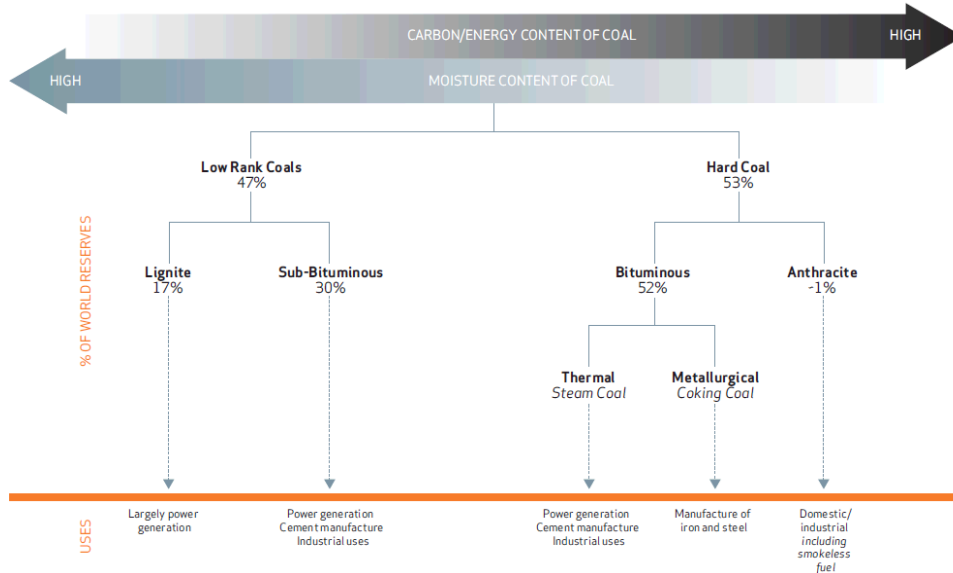 CARBON/ENERGY CONTENT OF COAL
HIGH
HIGH
MOISTURE CONTENT OF COAL
Low Rank Coals
47%
Hard Coal
53%
% OF WORLD RESERVES
Lignite
17%
Sub-Bituminous
30%
Bituminous
52%
Anthracite
-1%
Thermal
Steam Coal
Metallurgical
Coking Coal
USES
Largely power
generation
Power generation
Cement manufacture
Industrial uses
Power generation
Cement manufacture
Industrial uses
Manufacture of
iron and steel
Domestic/
industrial
including
smokeless
fuel